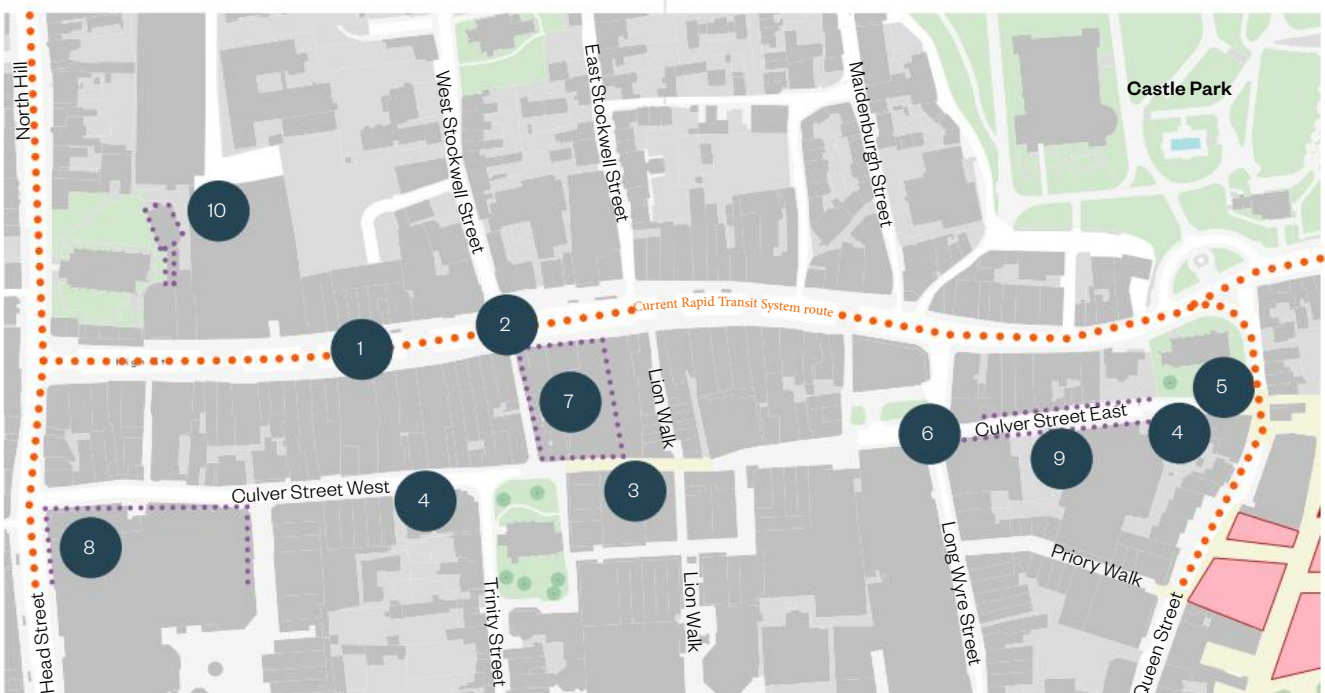 North Hill
West Stockwell Street
East Stockwell Street
Maidenburgh Street
Castle Park
10
Current Rapid Transit System route
2
1
7
Lion Walk
5
6
Culver Street East
4
9
Culver Street West
4
3
8
Priory Walk
Head Street
Trinity Street
Lion Walk
Long Wyre Street
Queen Street